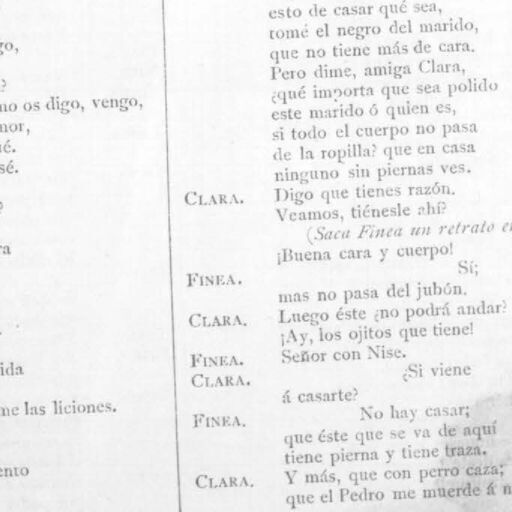 go,
?
no os digo, vengo,
mor,
é.
sé.
?
ra
ida
me las liciones.
ento
esto de casar qué sea,
tomé el negro del marido,
que no tiene más de cara.
Pero dime, amiga Clara,
¿qué importa que sea polido
este marido ó quien es,
si todo el cuerpo no pasa
de la ropilla? que en casa
ninguno sin piernas ves.
CLARA. Digo que tienes razón.
Veamos, tiénesle ahí?
(Saca Finea un retrato en
¡Buena cara y cuerpo!
FINEA. Sí;
mas no pasa del jubón.
CLARA. Luego éste ¿no podrá andar?
¡Ay, los ojitos que tiene!
FINEA. Señor con Nise.
CLARA. ¿Si viene
á casarte?
FINEA. No hay casar;
que éste que se va de aquí
tiene pierna y tiene traza.
CLARA. Y más, que con perro caza;
que el Pedro me muerde á